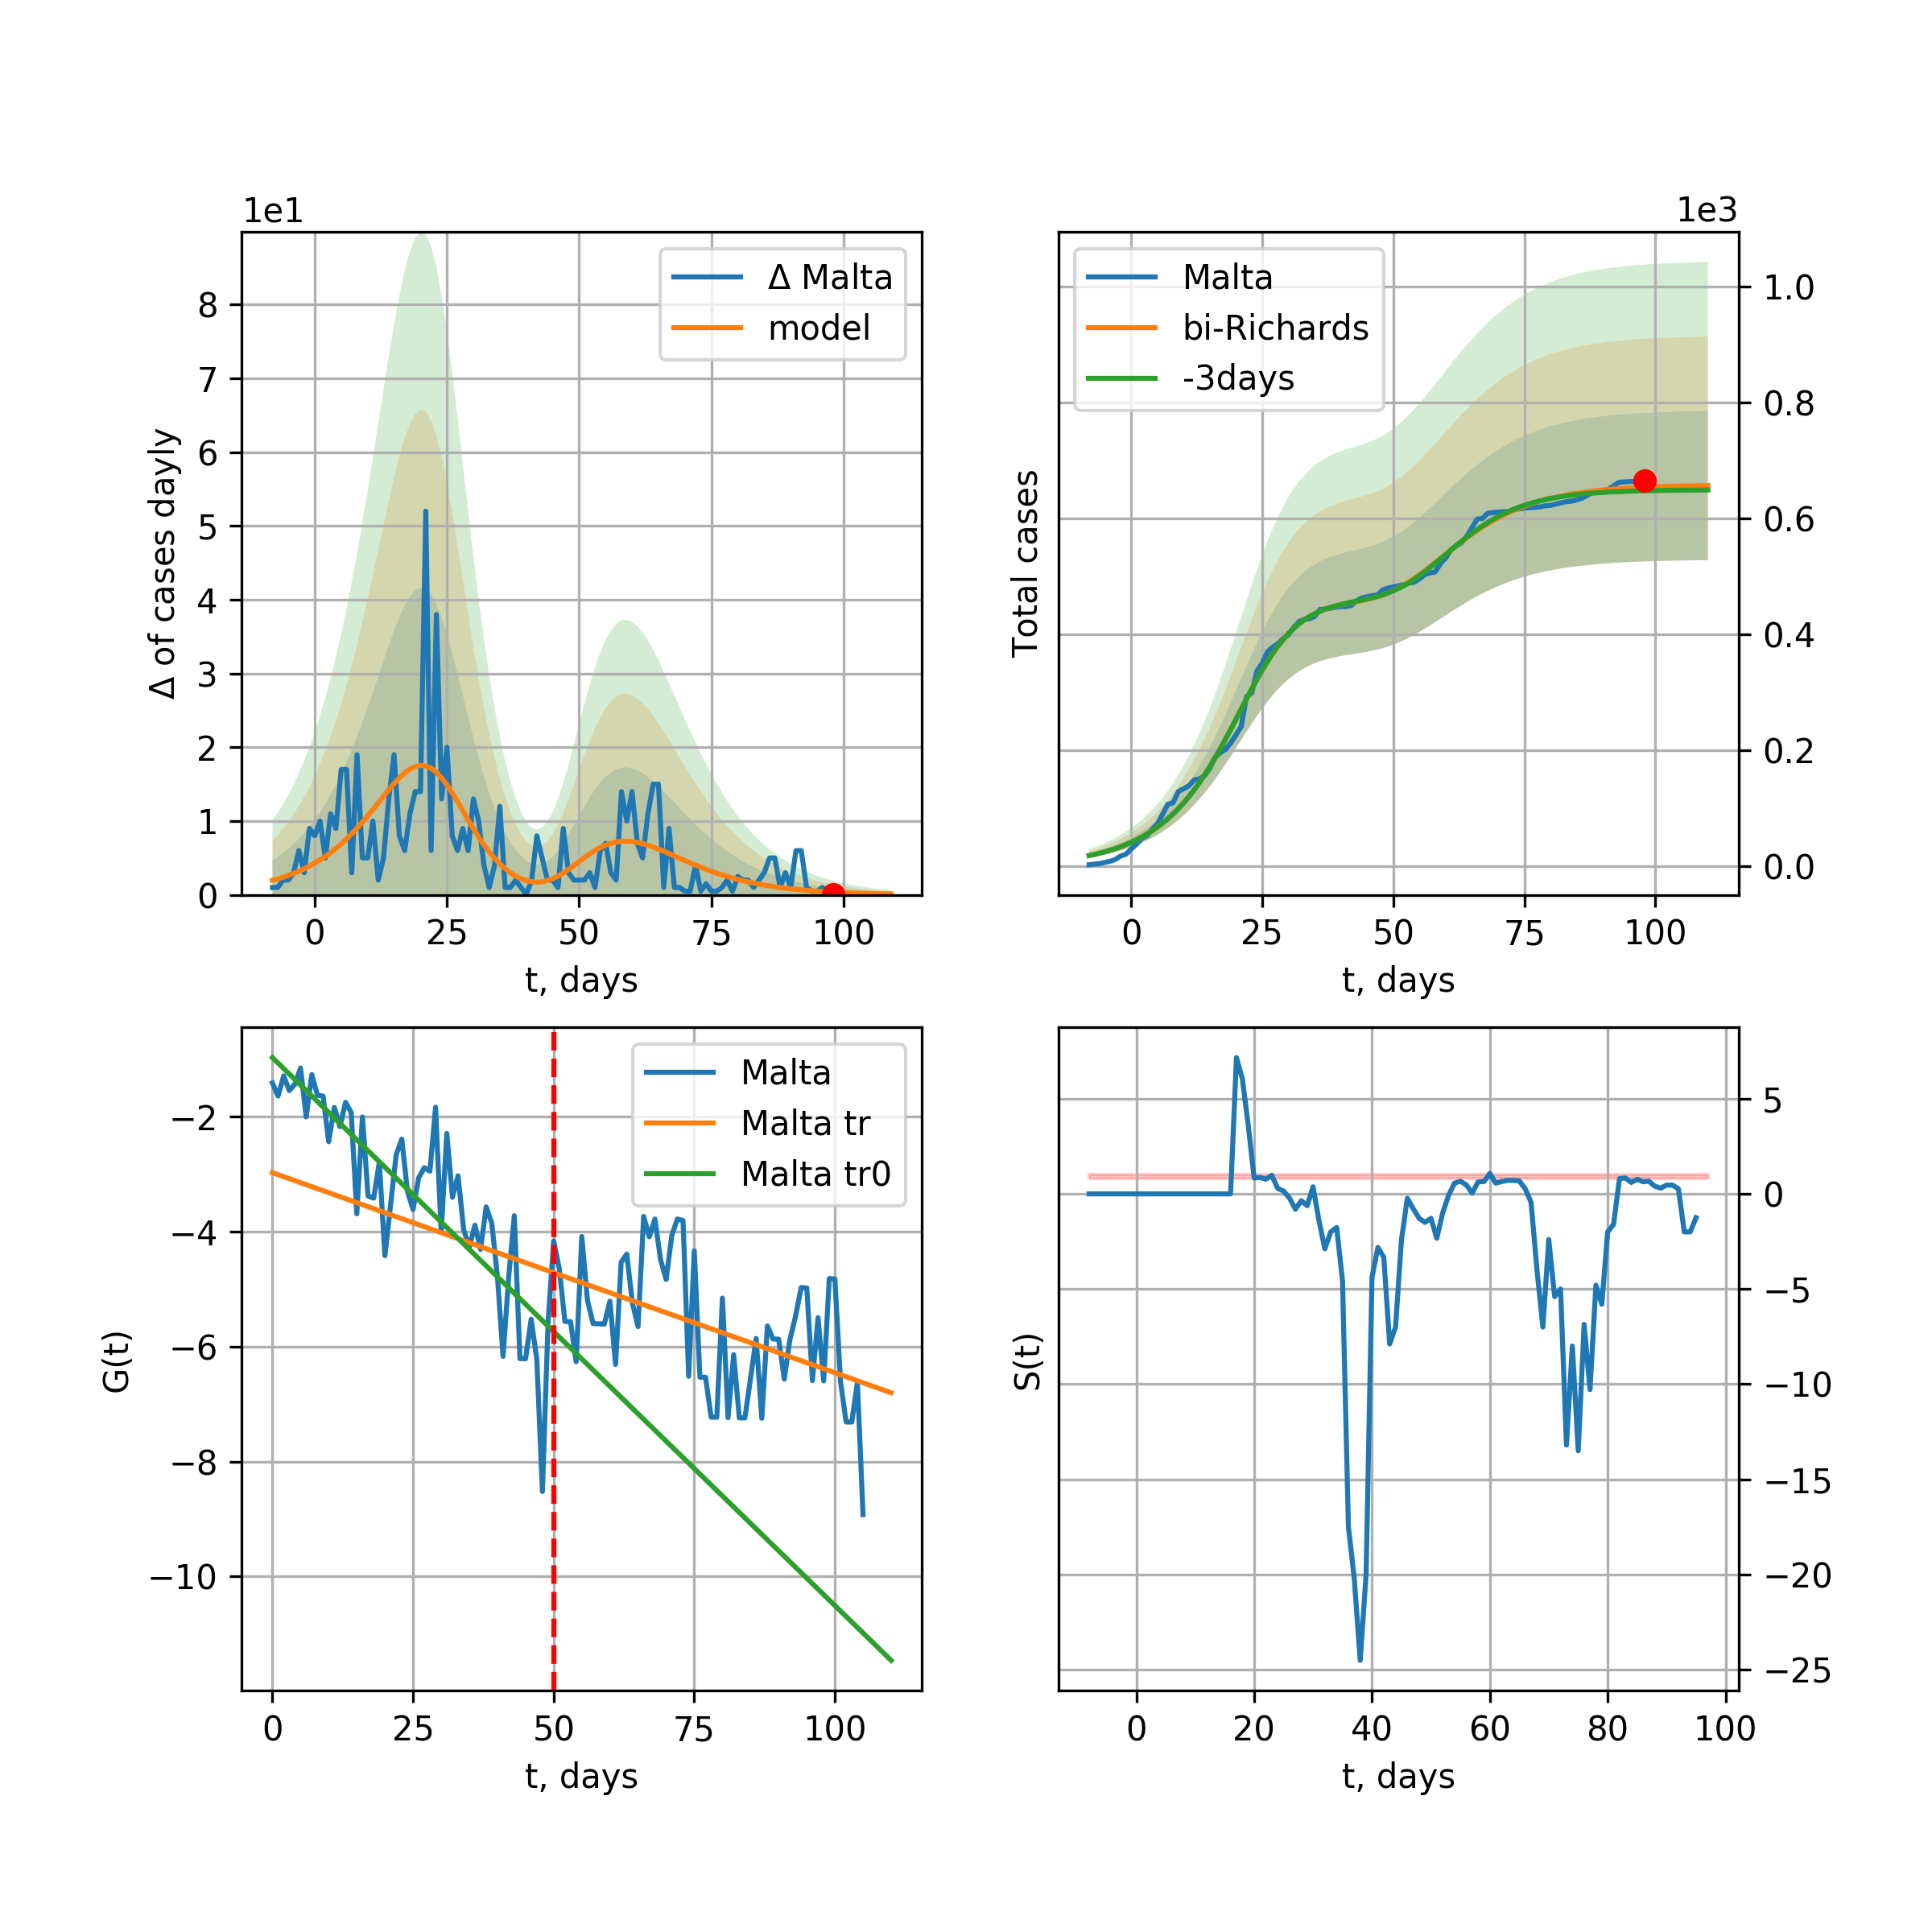 1e1
Δ of cases dayly
8
7
6
5
4
3
2
1
0
Δ Malta
model
0 25 50 75 100
t, days
1e3
Total cases
Malta
bi-Richards
-3days
1.0
0.8
0.6
0.4
0.2
0.0
0 25 50 75 100
t, days
G(t)
−2
−4
−6
−8
−10
Malta
Malta tr
Malta tr0
0 25 50 75 100
t, days
S(t)
5
0
−5
−10
−15
−20
−25
0 20 40 60 80 100
t, days